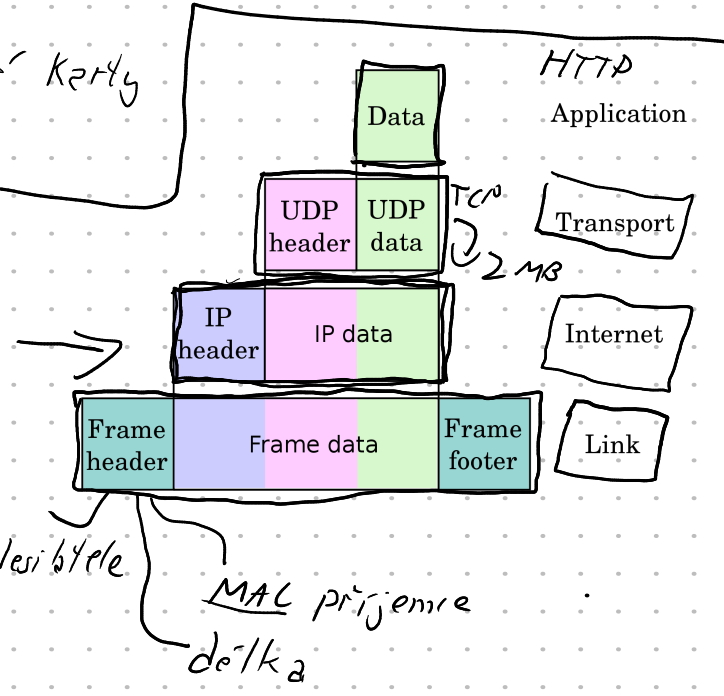 karty
HTTP
Data
Application
TCP
UDP header
UDP data
Transport
2 MB
IP header
IP data
Internet
Frame header
Frame data
Frame footer
Link
MAC příjemce
délka